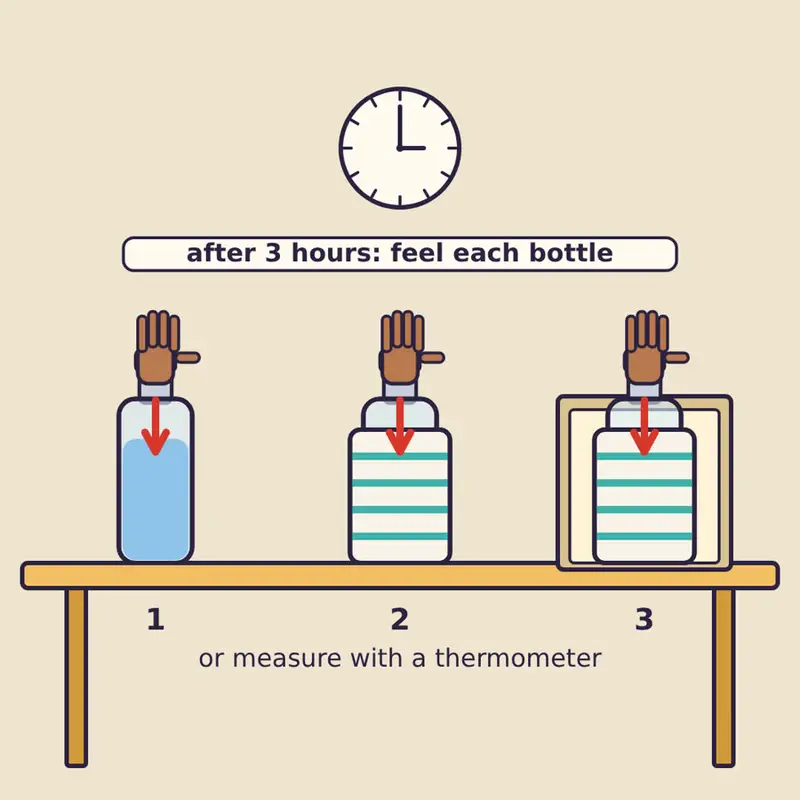 after 3 hours: feel each bottle
1 2 3
or measure with a thermometer